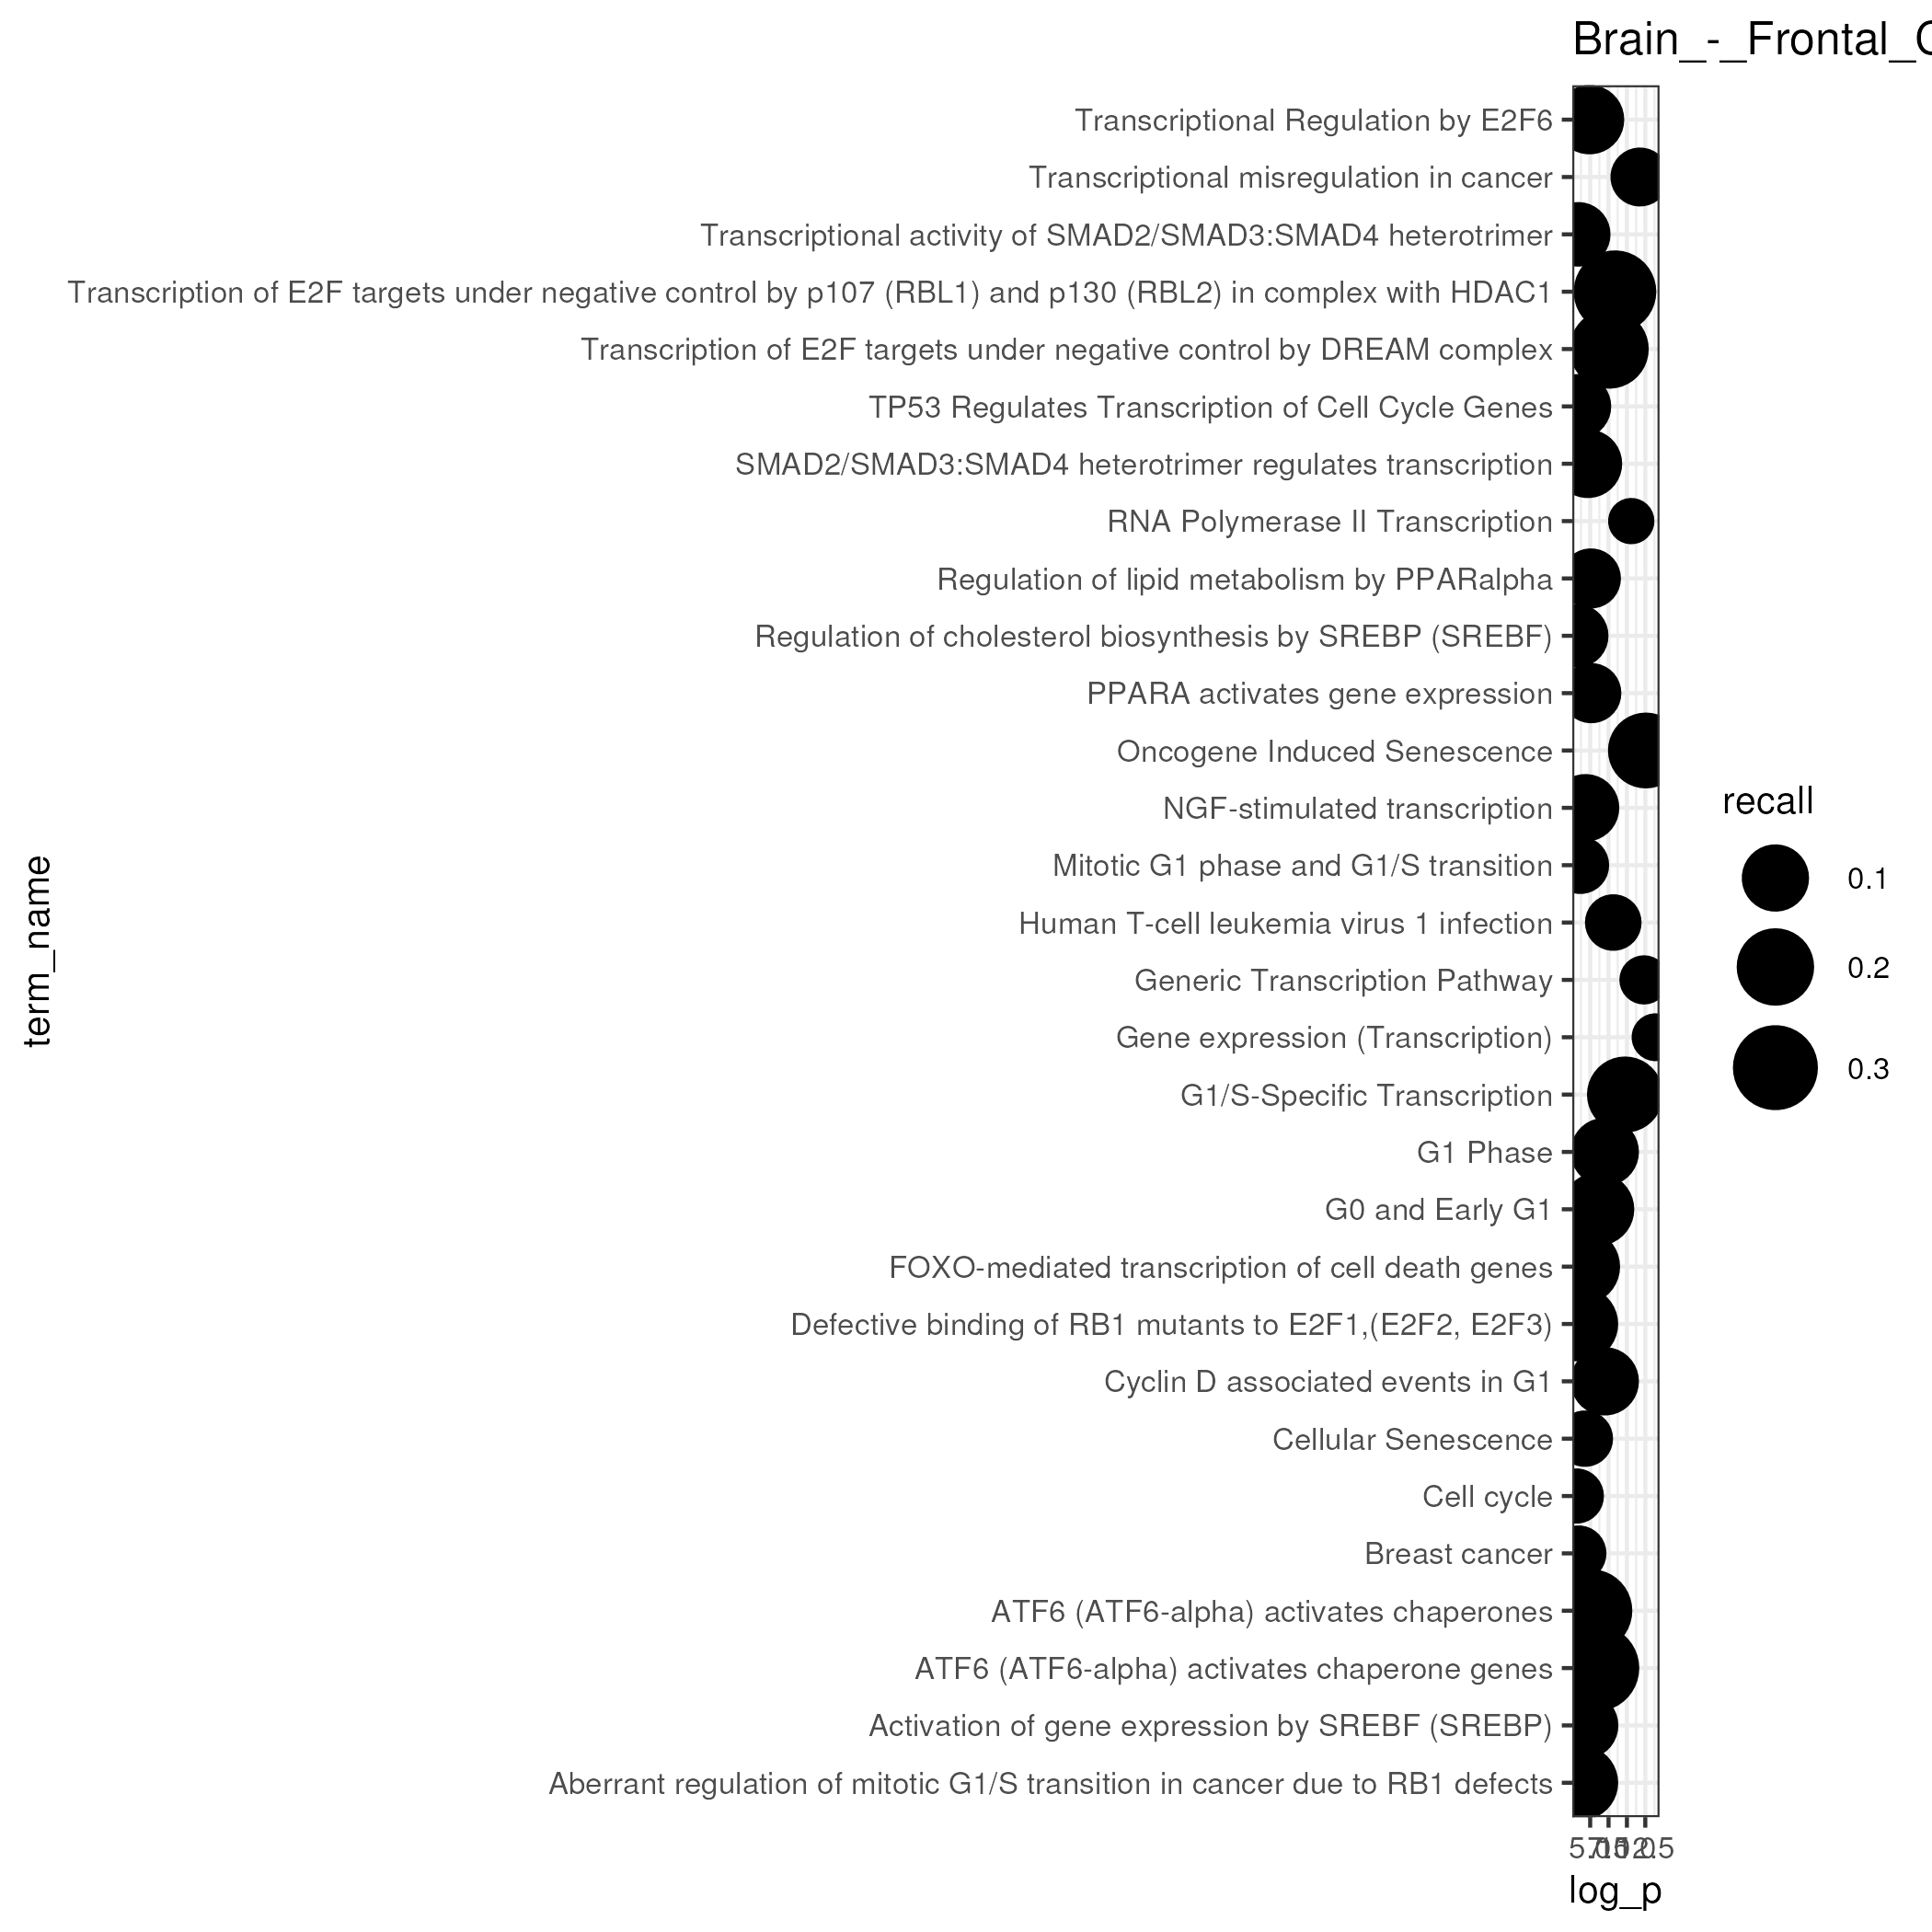 Brain_-_Frontal_C
Transcriptional Regulation by E2F6
Transcriptional misregulation in cancer
Transcriptional activity of SMAD2/SMAD3:SMAD4 heterotrimer
Transcription of E2F targets under negative control by p107 (RBL1) and p130 (RBL2) in complex with HDAC1
Transcription of E2F targets under negative control by DREAM complex
TP53 Regulates Transcription of Cell Cycle Genes
SMAD2/SMAD3:SMAD4 heterotrimer regulates transcription
RNA Polymerase II Transcription
Regulation of lipid metabolism by PPARalpha
Regulation of cholesterol biosynthesis by SREBP (SREBF)
PPARA activates gene expression
Oncogene Induced Senescence
NGF-stimulated transcription
Mitotic G1 phase and G1/S transition
Human T-cell leukemia virus 1 infection
Generic Transcription Pathway
Gene expression (Transcription)
G1/S-Specific Transcription
G1 Phase
G0 and Early G1
FOXO-mediated transcription of cell death genes
Defective binding of RB1 mutants to E2F1,(E2F2, E2F3)
Cyclin D associated events in G1
Cellular Senescence
Cell cycle
Breast cancer
ATF6 (ATF6-alpha) activates chaperones
ATF6 (ATF6-alpha) activates chaperone genes
Activation of gene expression by SREBF (SREBP)
Aberrant regulation of mitotic G1/S transition in cancer due to RB1 defects
term_name
log_p
recall
0.1
0.2
0.3